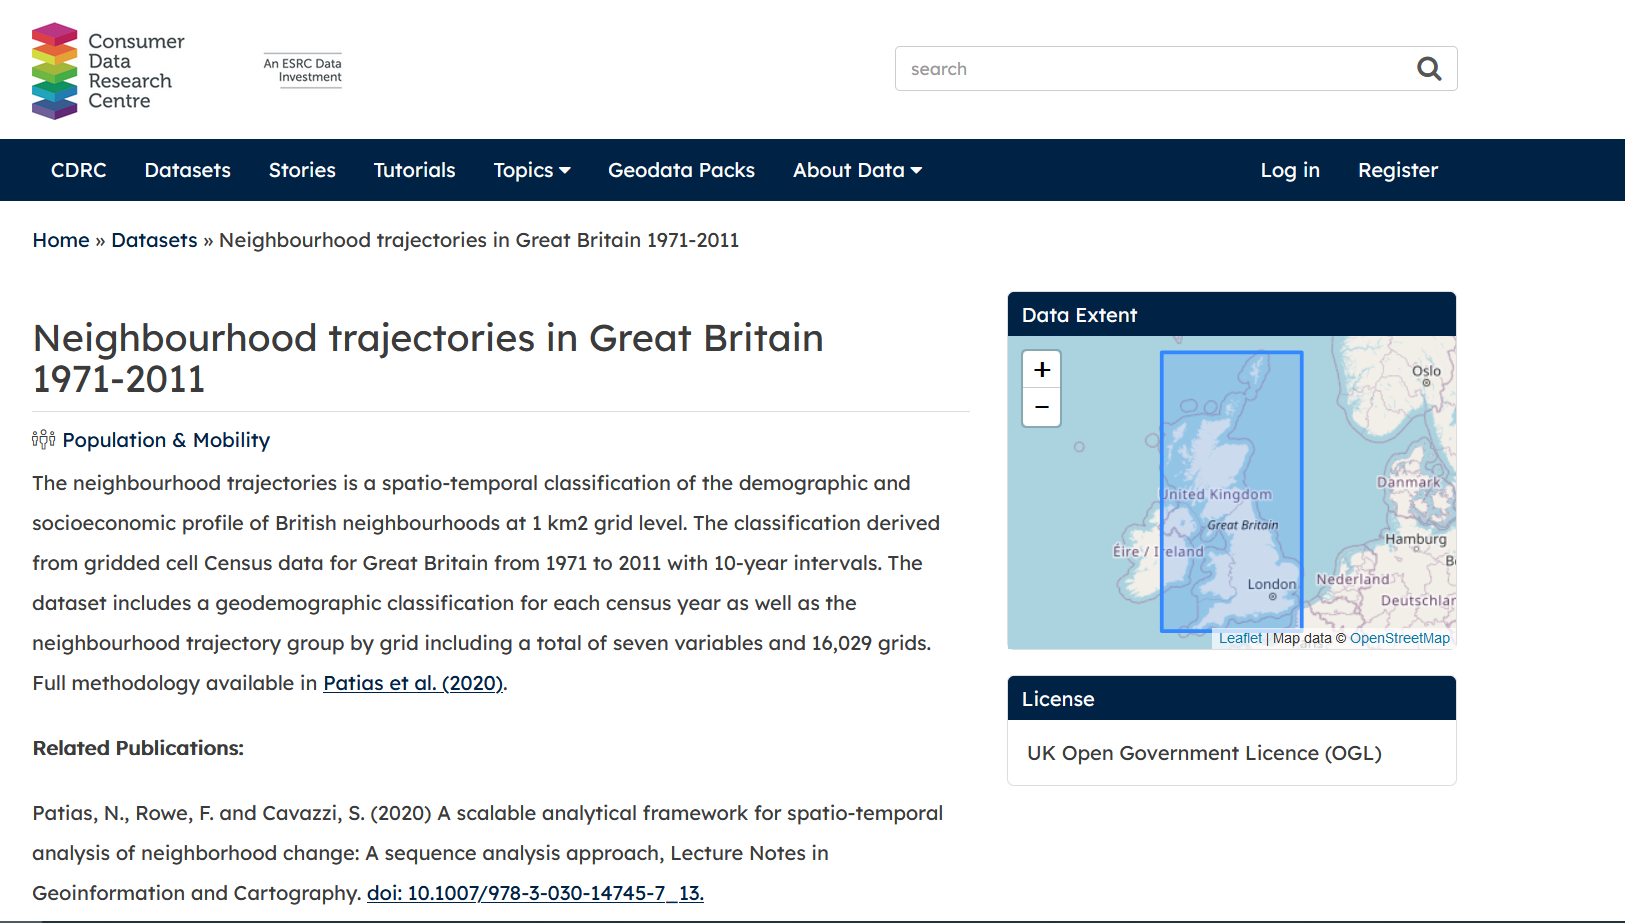 Consumer
Data
Research
Centre
An ESRC Data
Investment
search
CDRC Datasets Stories Tutorials Topics Geodata Packs About Data Log in Register
Home » Datasets » Neighbourhood trajectories in Great Britain 1971-2011
Neighbourhood trajectories in Great Britain
1971-2011
Population & Mobility
The neighbourhood trajectories is a spatio-temporal classification of the demographic and
socioeconomic profile of British neighbourhoods at 1 km2 grid level. The classification derived
from gridded cell Census data for Great Britain from 1971 to 2011 with 10-year intervals. The
dataset includes a geodemographic classification for each census year as well as the
neighbourhood trajectory group by grid including a total of seven variables and 16,029 grids.
Full methodology available in Patias et al. (2020).
Related Publications:
Patias, N., Rowe, F. and Cavazzi, S. (2020) A scalable analytical framework for spatio-temporal
analysis of neighborhood change: A sequence analysis approach, Lecture Notes in
Geoinformation and Cartography. doi: 10.1007/978-3-030-14745-7_13.
Data Extent
+
−
Oslo
Danmark
United Kingdom
Great Britain
Hamburg
Éire / Ireland
Nederland
London
Deutschlan
Leaflet | Map data © OpenStreetMap
License
UK Open Government Licence (OGL)